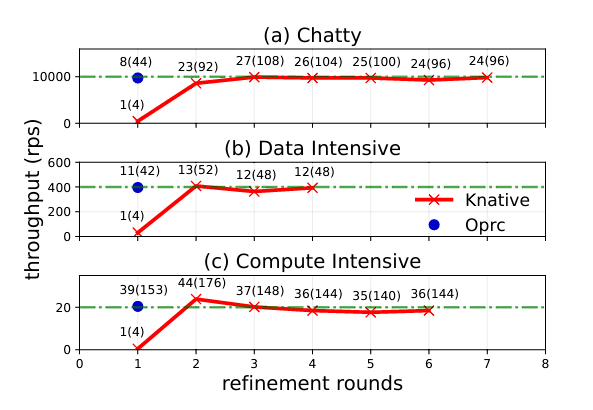 (a) Chatty
8(44) 23(92) 27(108) 26(104) 25(100) 24(96) 24(96)
10000
1(4)
0
(b) Data Intensive
600
11(42) 13(52) 12(48) 12(48)
400
200
1(4)
0
Knative
Oprc
(c) Compute Intensive
39(153) 44(176) 37(148) 36(144) 35(140) 36(144)
20
1(4)
0
0 1 2 3 4 5 6 7 8
refinement rounds
throughput (rps)